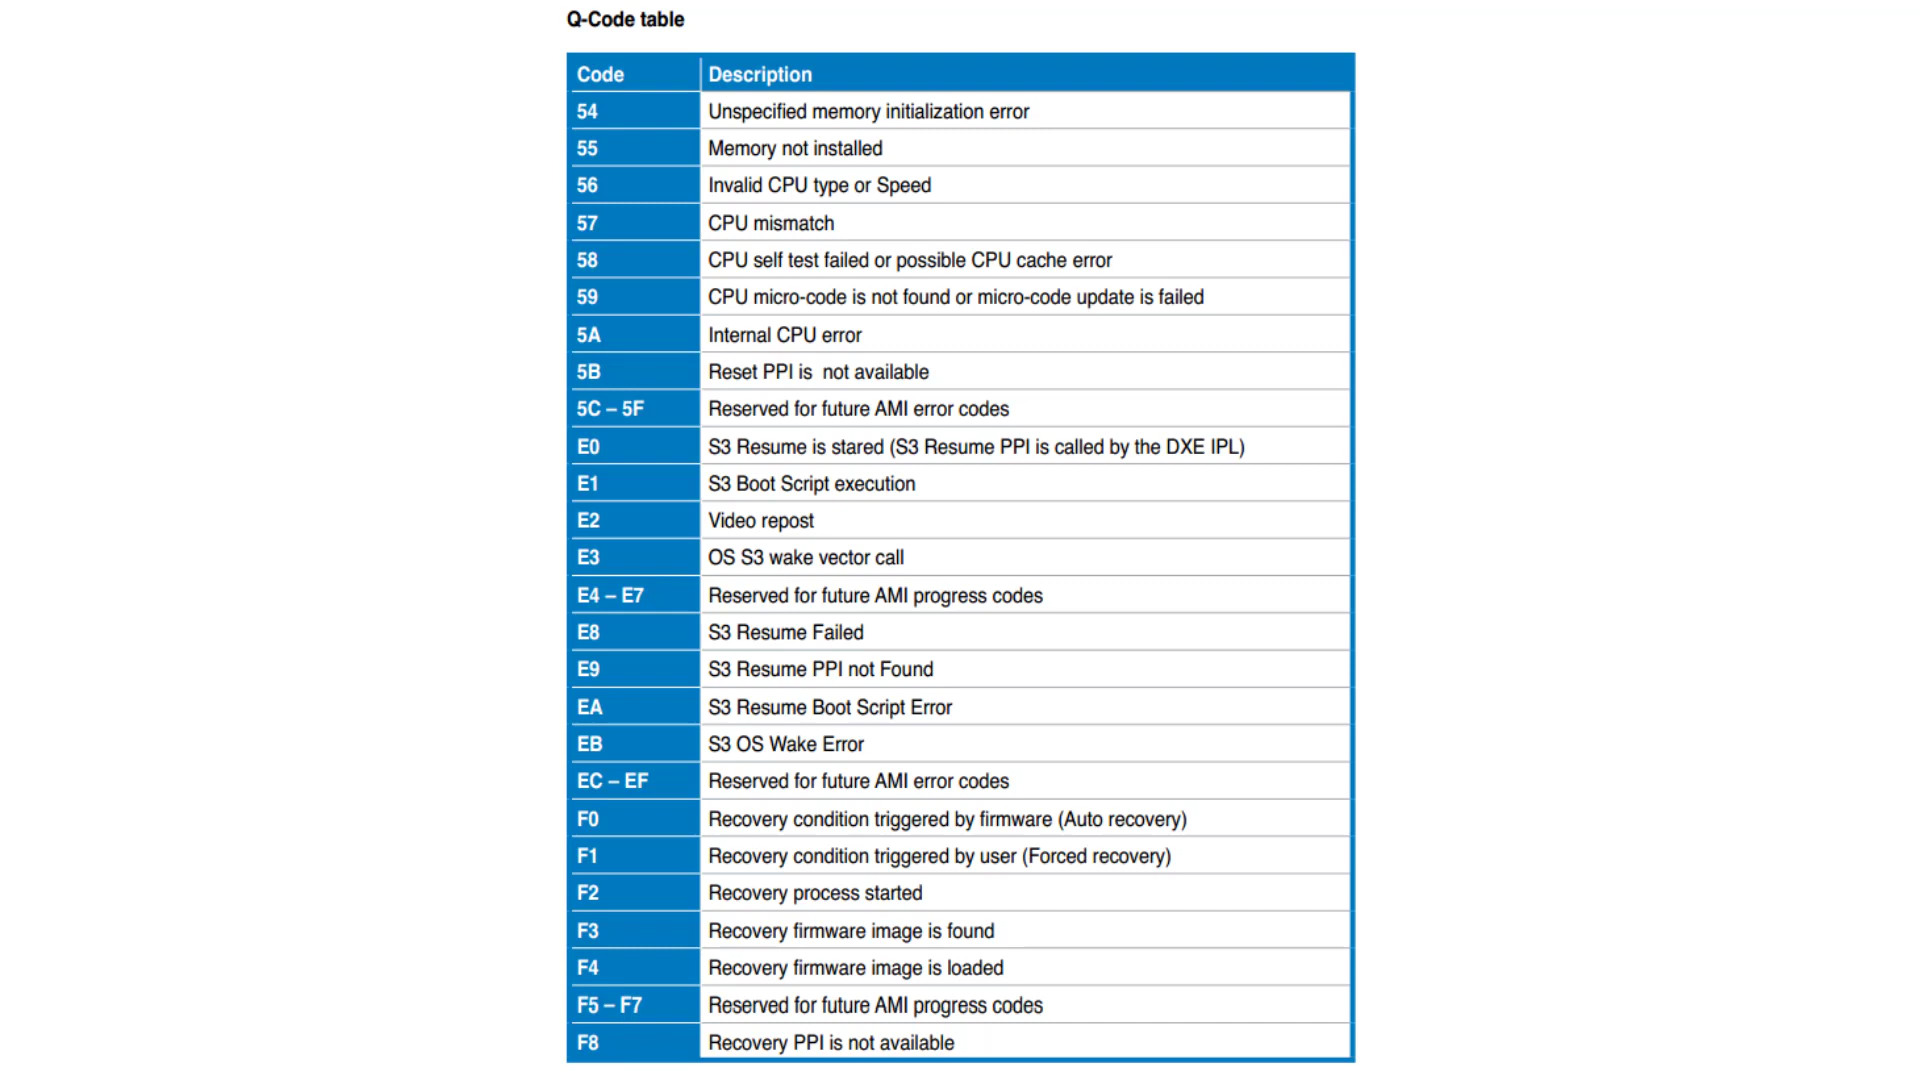 Q-Code table
Code Description
54 Unspecified memory initialization error
55 Memory not installed
56 Invalid CPU type or Speed
57 CPU mismatch
58 CPU self test failed or possible CPU cache error
59 CPU micro-code is not found or micro-code update is failed
5A Internal CPU error
5B Reset PPI is  not available
5C – 5F Reserved for future AMI error codes
E0 S3 Resume is stared (S3 Resume PPI is called by the DXE IPL)
E1 S3 Boot Script execution
E2 Video repost
E3 OS S3 wake vector call
E4 – E7 Reserved for future AMI progress codes
E8 S3 Resume Failed
E9 S3 Resume PPI not Found
EA S3 Resume Boot Script Error
EB S3 OS Wake Error
EC – EF Reserved for future AMI error codes
F0 Recovery condition triggered by firmware (Auto recovery)
F1 Recovery condition triggered by user (Forced recovery)
F2 Recovery process started
F3 Recovery firmware image is found
F4 Recovery firmware image is loaded
F5 – F7 Reserved for future AMI progress codes
F8 Recovery PPI is not available